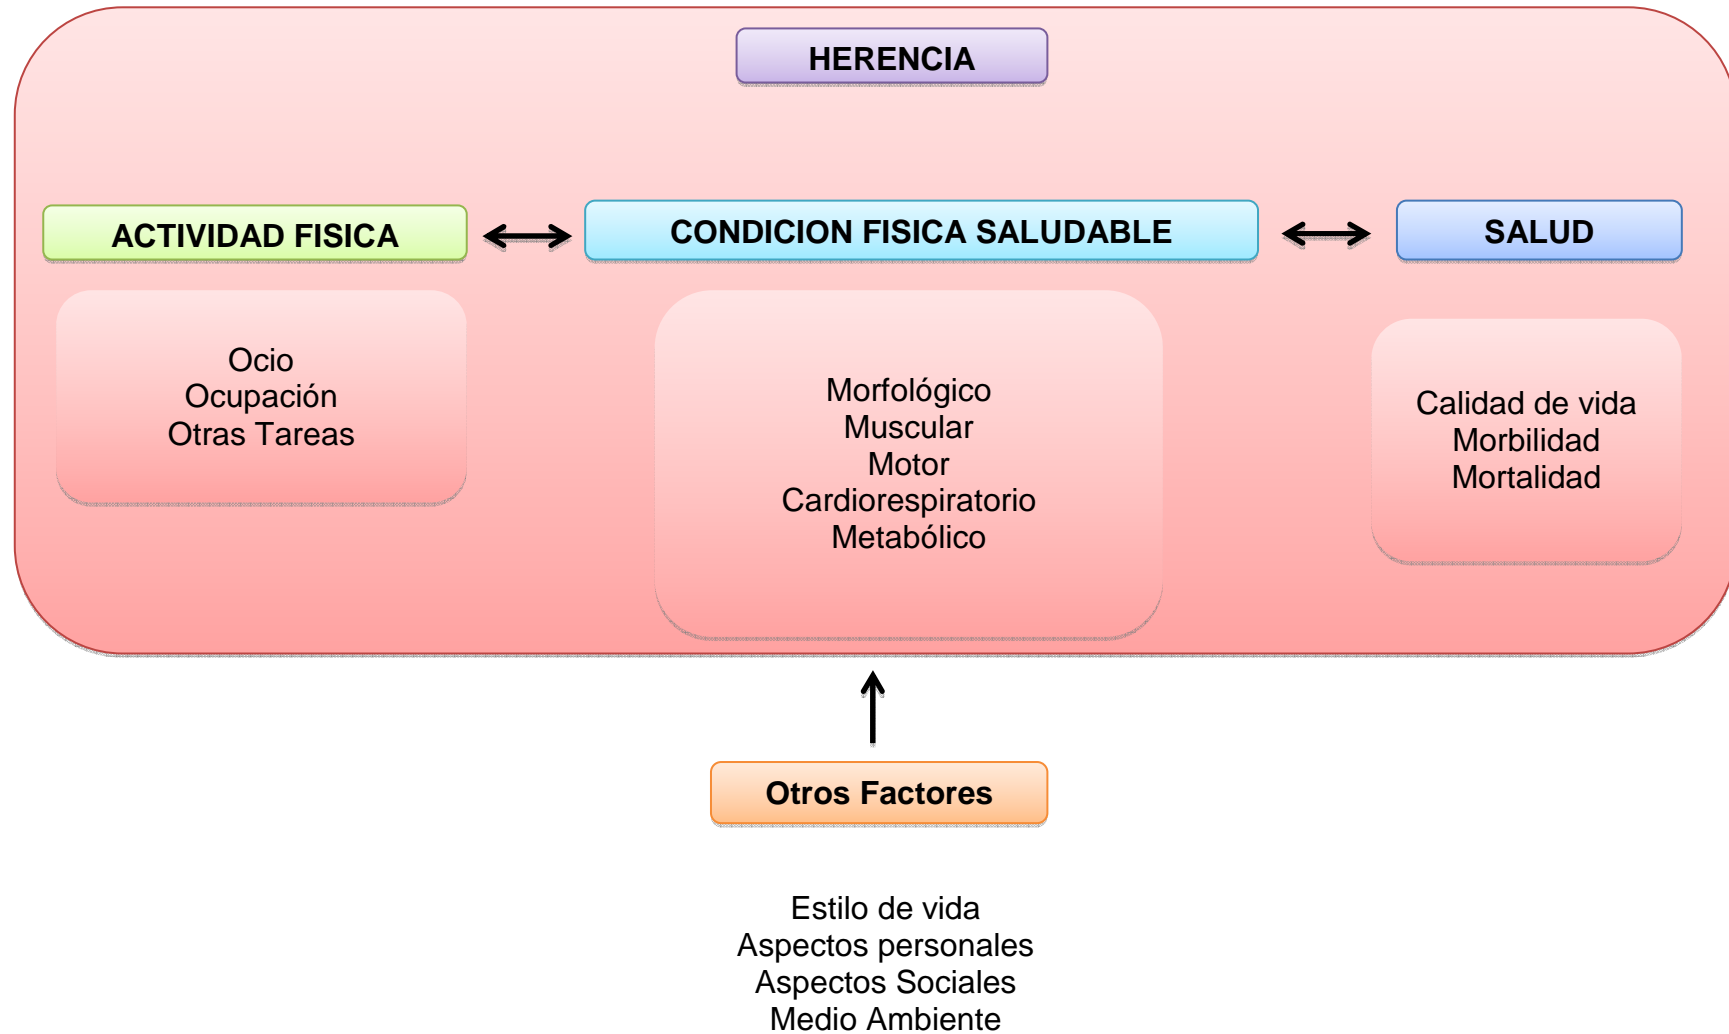 HERENCIA
ACTIVIDAD FISICA
CONDICION FISICA SALUDABLE
SALUD
Ocio
Ocupación
Otras Tareas
Morfológico
Muscular
Motor
Cardiorespiratorio
Metabólico
Calidad de vida
Morbilidad
Mortalidad
Otros Factores
Estilo de vida
Aspectos personales
Aspectos Sociales
Medio Ambiente